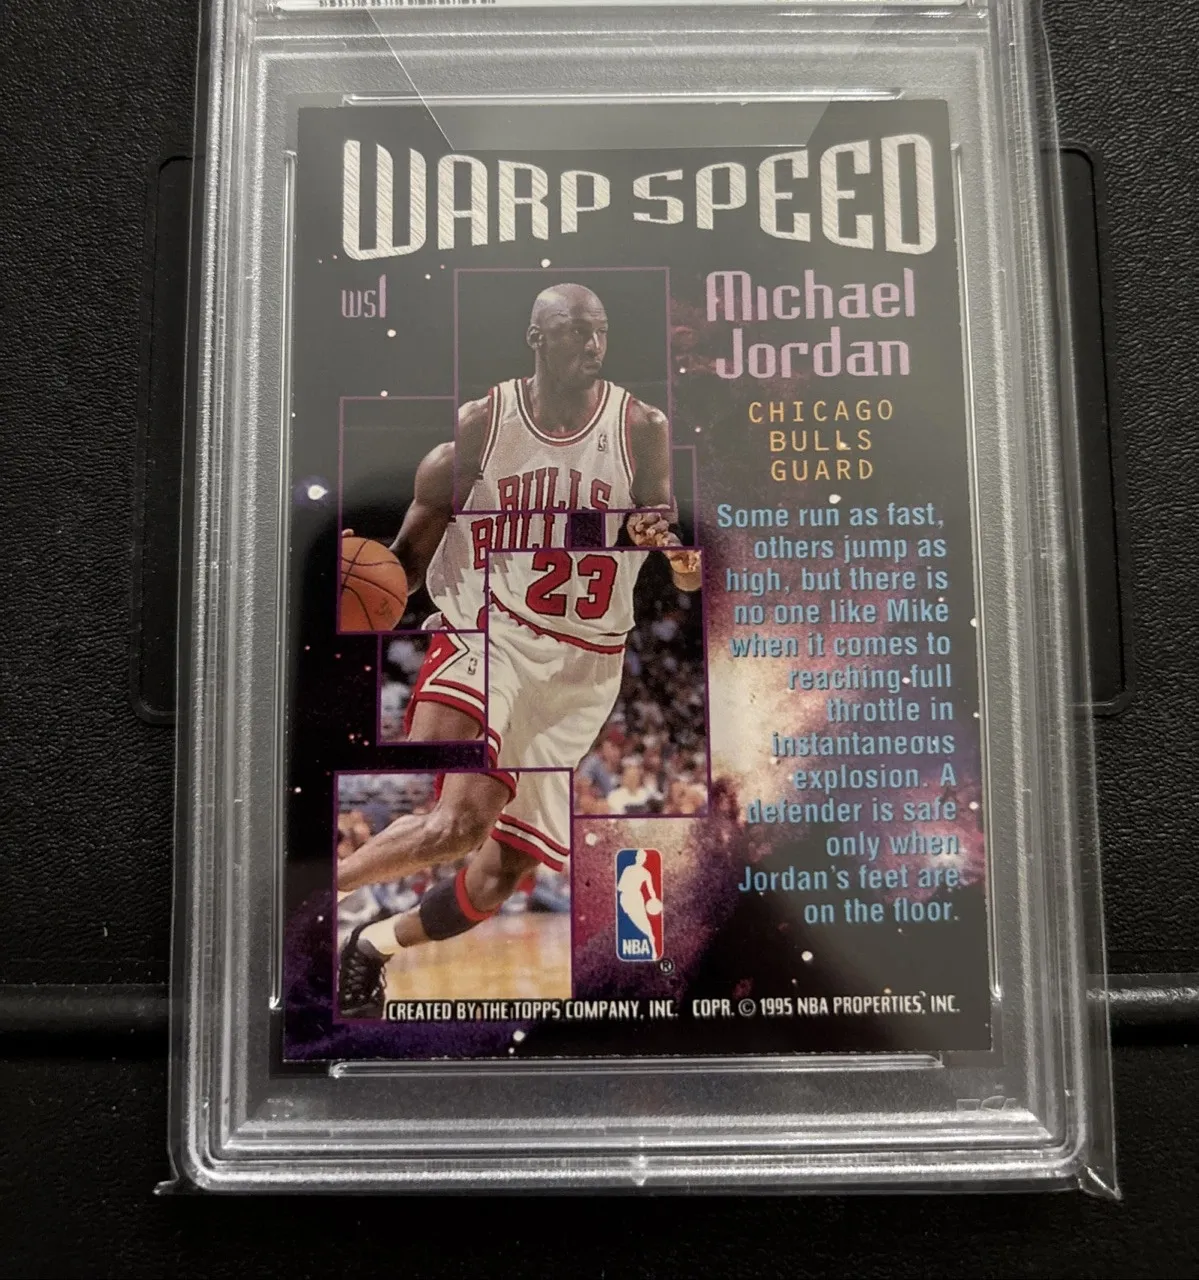 WARP SPEED
WS1
Michael
Jordan
CHICAGO
BULLS
GUARD
Some run as fast,
others jump as
high, but there is
no one like Mike
when it comes to
reaching full
throttle in
instantaneous
explosion. A
defender is safe
only when
Jordan's feet are
on the floor.
BULLS
BULL
23
NBA
®
CREATED BY THE TOPPS COMPANY, INC. COPR. © 1995 NBA PROPERTIES, INC.